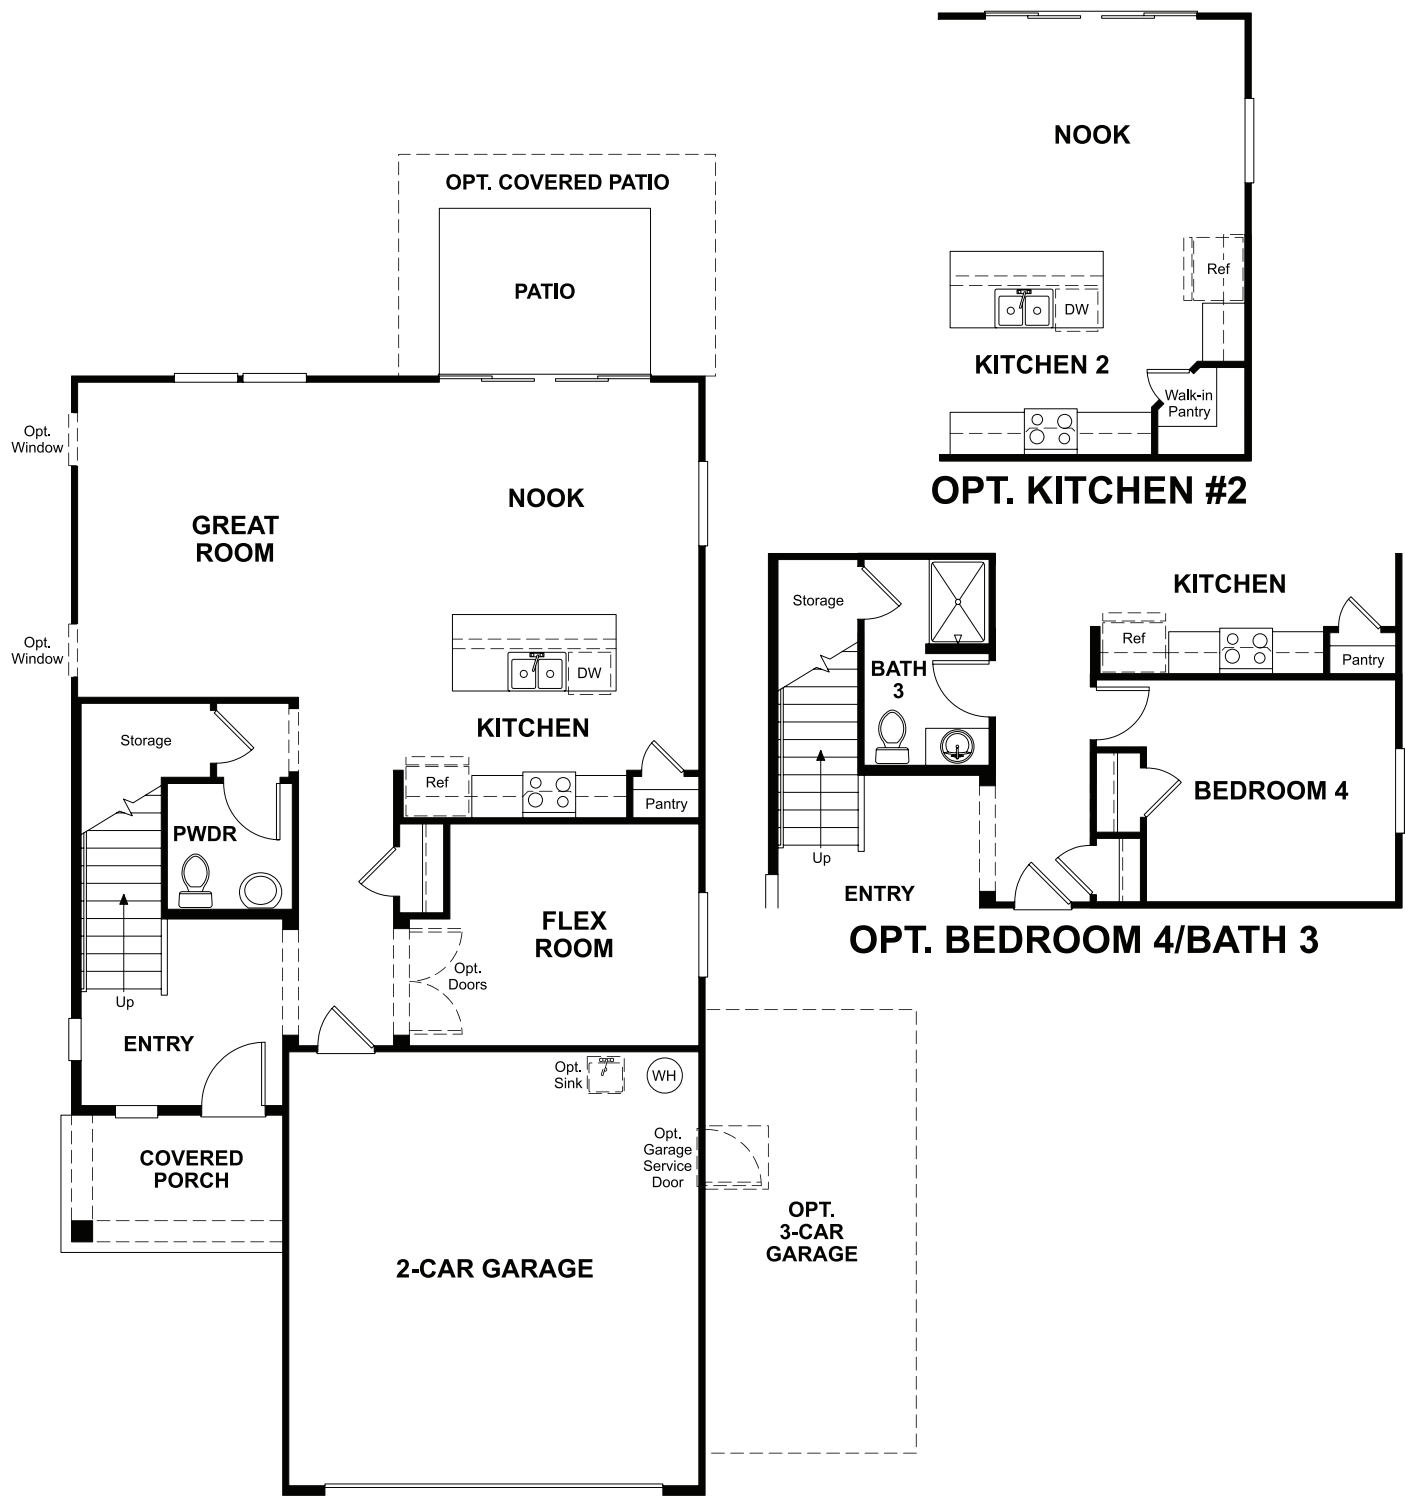 OPT. COVERED PATIO
PATIO
Opt.
Window
GREAT
ROOM
NOOK
Opt.
Window
DW
KITCHEN
Storage
Ref
Pantry
PWDR
FLEX
ROOM
Opt.
Doors
Up
ENTRY
Opt.
Sink
WH
Opt.
Garage
Service
Door
COVERED
PORCH
2-CAR GARAGE
OPT.
3-CAR
GARAGE
NOOK
Ref
DW
KITCHEN 2
Walk-in
Pantry
OPT. KITCHEN #2
Storage
KITCHEN
Ref
Pantry
BATH
3
BEDROOM 4
Up
ENTRY
OPT. BEDROOM 4/BATH 3